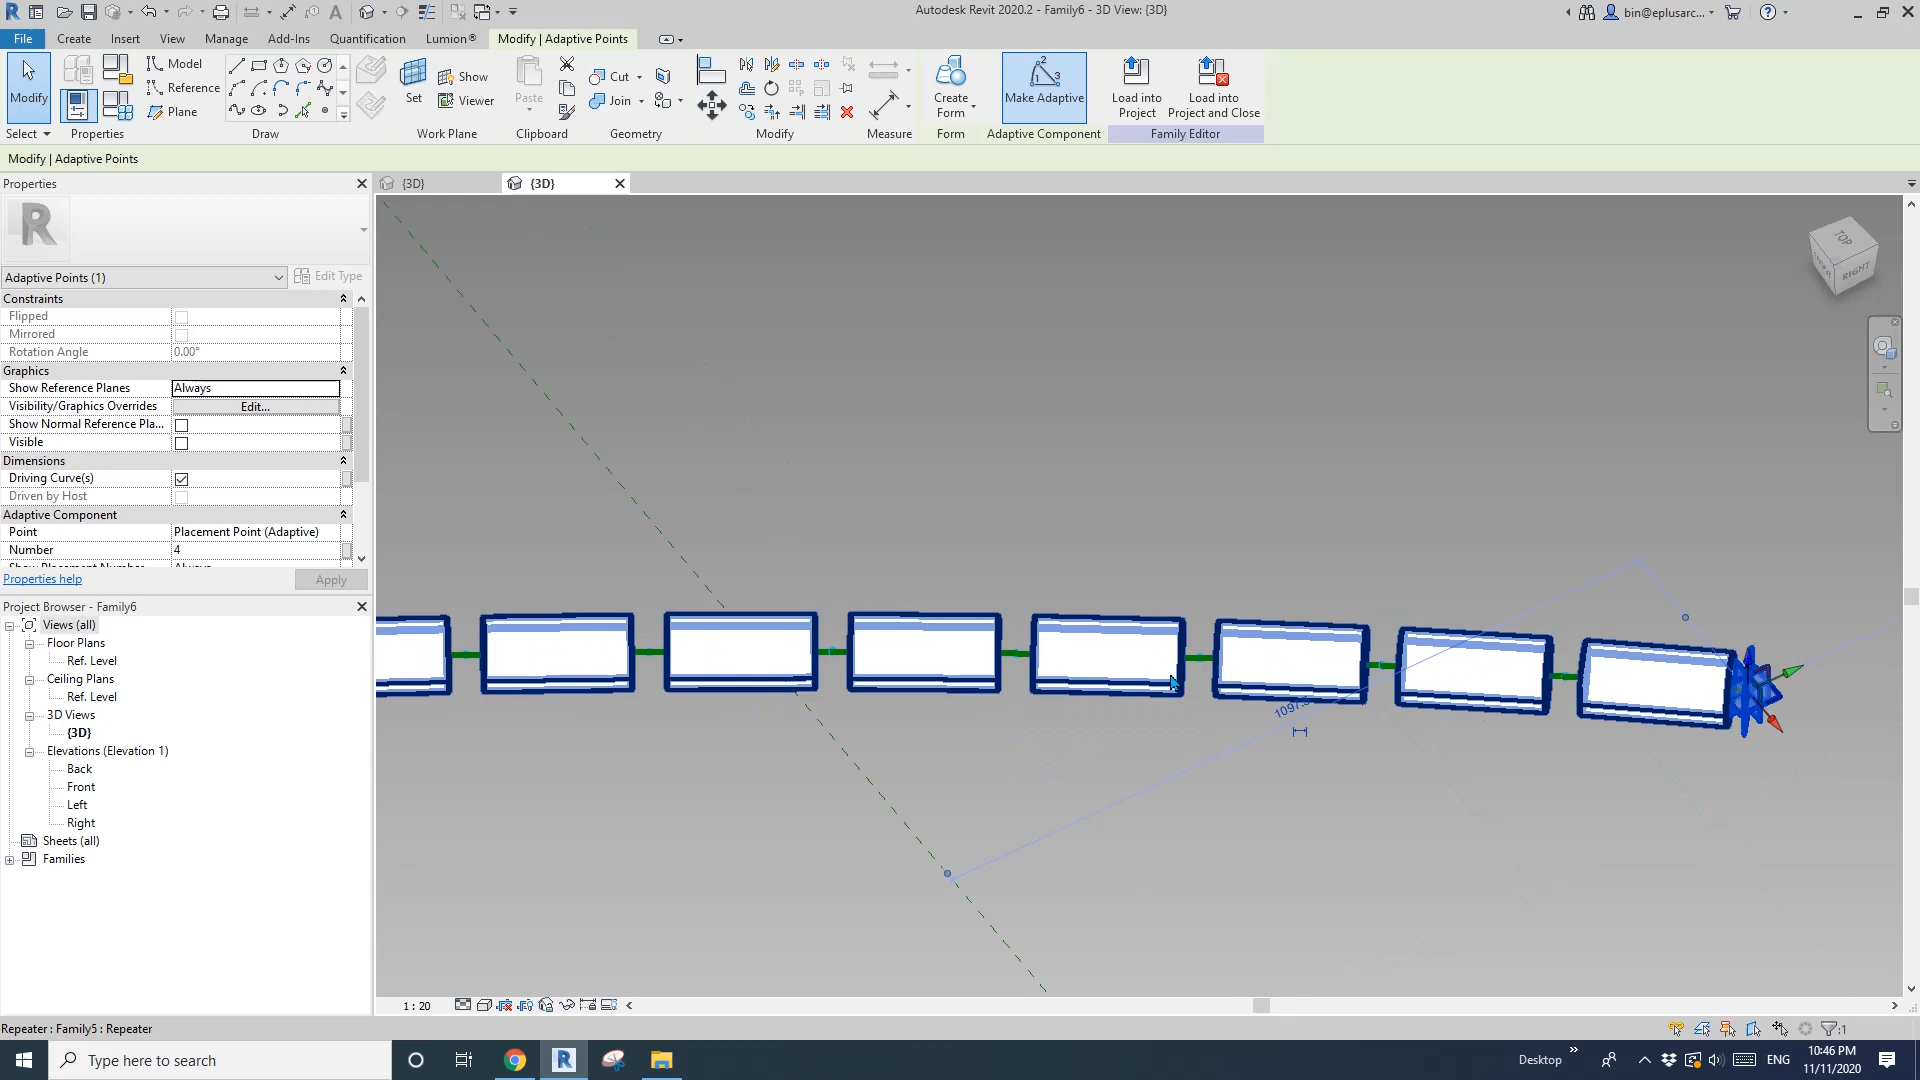 Autodesk Revit 2020.2 - Family6 - 3D View: {3D}
bin@eplusarc...
File Create Insert View Manage Add-Ins Quantification Lumion® Modify | Adaptive Points
Modify
Model
Reference
Plane
Set
Show
Viewer
Paste
Cut
Join
Create
Form
Make Adaptive
Load into
Project
Load into
Project and Close
Select Properties Draw Work Plane Clipboard Geometry Modify Measure Form Adaptive Component Family Editor
Modify | Adaptive Points
Properties
{3D}
{3D}
Adaptive Points (1)
Edit Type
Constraints
Flipped
Mirrored
Rotation Angle 0.00°
Graphics
Show Reference Planes Always
Visibility/Graphics Overrides Edit...
Show Normal Reference Pla...
Visible
Dimensions
Driving Curve(s)
Driven by Host
Adaptive Component
Point Placement Point (Adaptive)
Number 4
Properties help
Apply
TOP
RIGHT
Project Browser - Family6
Views (all)
Floor Plans
Ref. Level
Ceiling Plans
Ref. Level
3D Views
{3D}
Elevations (Elevation 1)
Back
Front
Left
Right
Sheets (all)
Families
1 : 20
Repeater : Family5 : Repeater
:1
Type here to search
Desktop
ENG
10:46 PM
11/11/2020